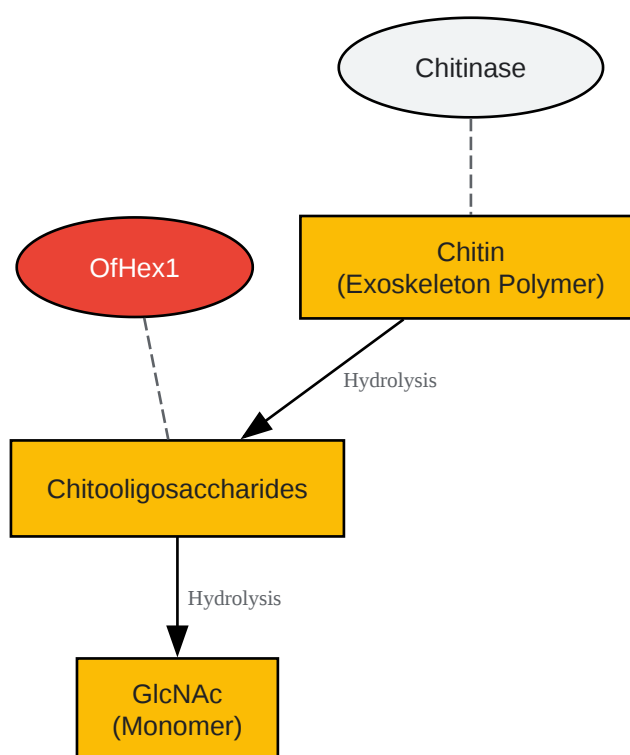 Chitinase
OfHex1
Chitin
(Exoskeleton Polymer)
Hydrolysis
Chitooligosaccharides
Hydrolysis
GlcNAc
(Monomer)